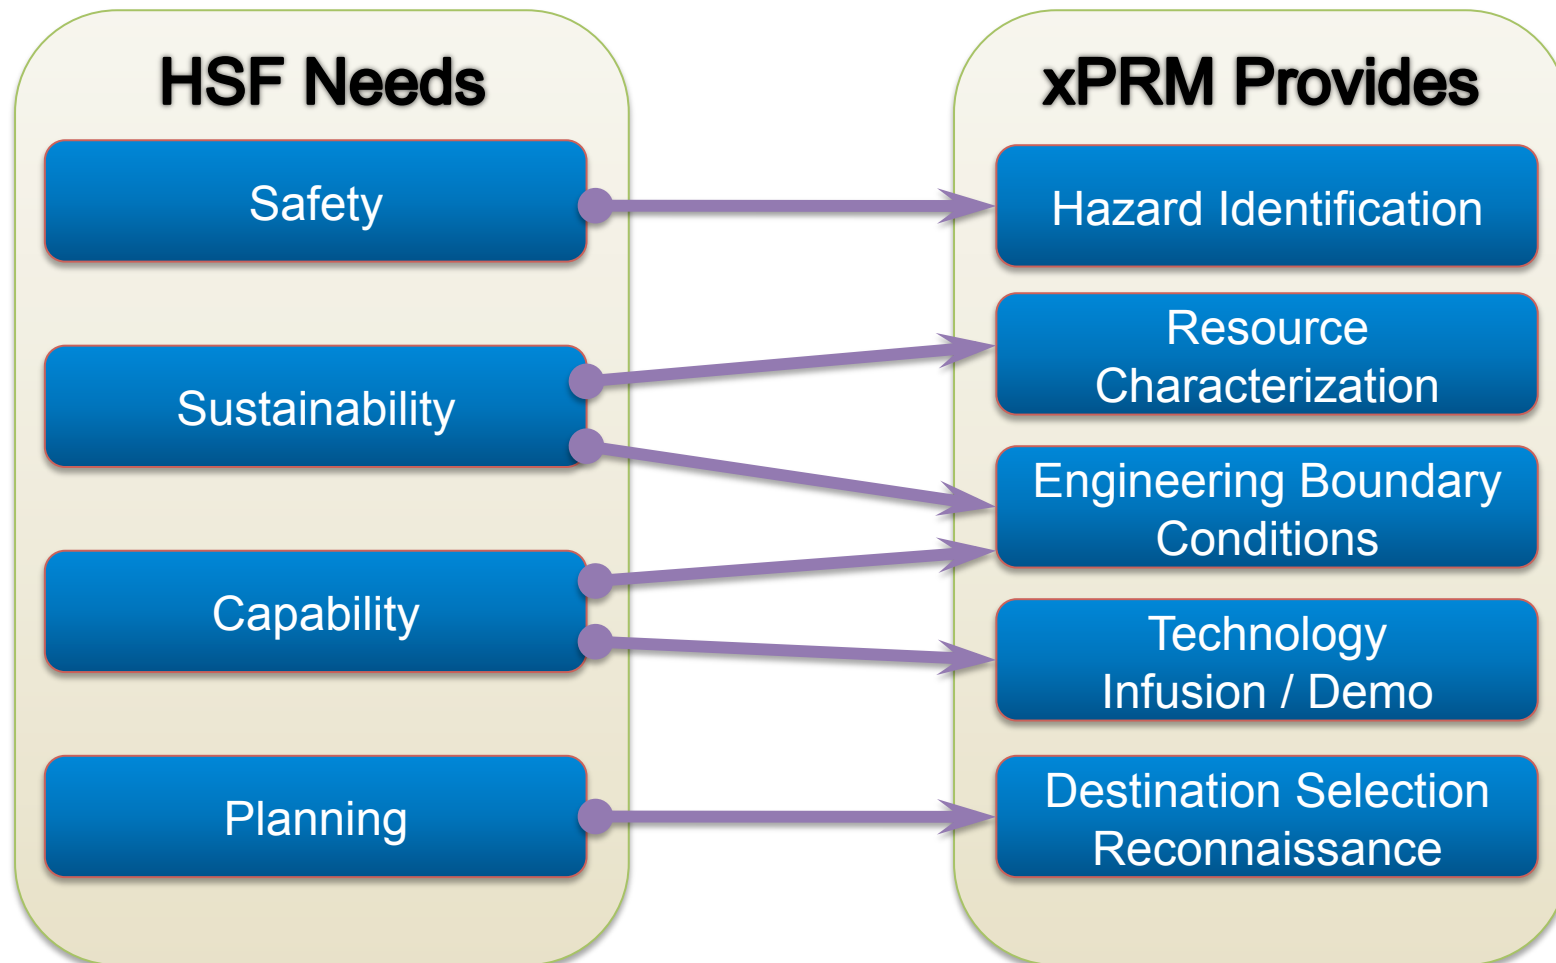 HSF Needs
Safety
Sustainability
Capability
Planning
xPRM Provides
Hazard Identification
Resource
Characterization
Engineering Boundary
Conditions
Technology
Infusion / Demo
Destination Selection
Reconnaissance